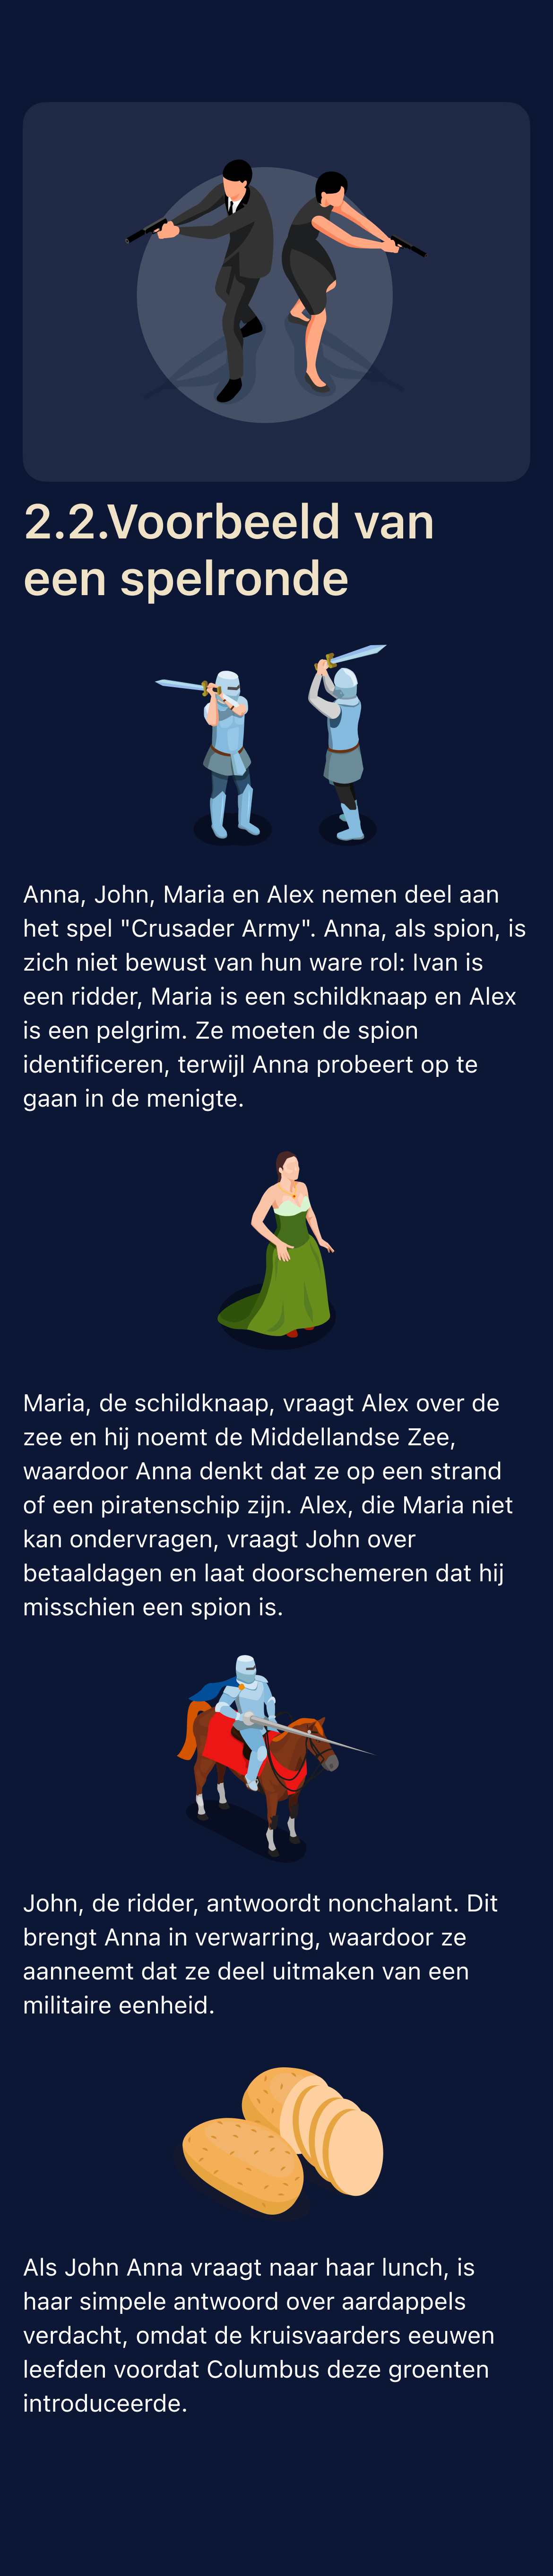 2.2.Voorbeeld van
een spelronde
Anna, John, Maria en Alex nemen deel aan
het spel "Crusader Army". Anna, als spion, is
zich niet bewust van hun ware rol: Ivan is
een ridder, Maria is een schildknaap en Alex
is een pelgrim. Ze moeten de spion
identificeren, terwijl Anna probeert op te
gaan in de menigte.
Maria, de schildknaap, vraagt Alex over de
zee en hij noemt de Middellandse Zee,
waardoor Anna denkt dat ze op een strand
of een piratenschip zijn. Alex, die Maria niet
kan ondervragen, vraagt John over
betaaldagen en laat doorschemeren dat hij
misschien een spion is.
John, de ridder, antwoordt nonchalant. Dit
brengt Anna in verwarring, waardoor ze
aanneemt dat ze deel uitmaken van een
militaire eenheid.
Als John Anna vraagt naar haar lunch, is
haar simpele antwoord over aardappels
verdacht, omdat de kruisvaarders eeuwen
leefden voordat Columbus deze groenten
introduceerde.